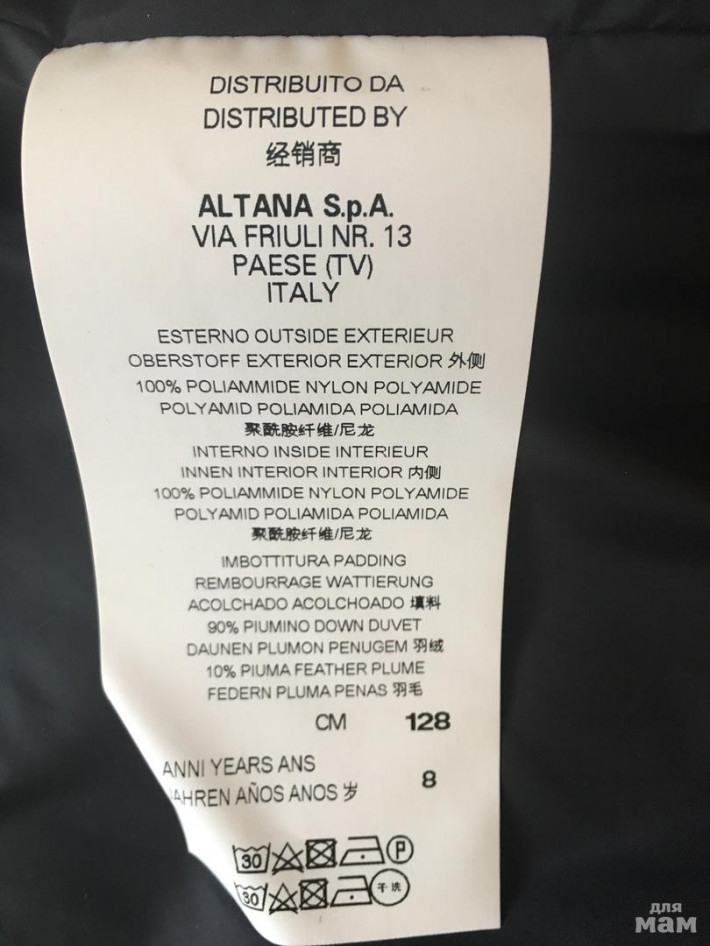 DISTRIBUITO DA
DISTRIBUTED BY
经销商
ALTANA S.p.A.
VIA FRIULI NR. 13
PAESE (TV)
ITALY
ESTERNO OUTSIDE EXTERIEUR
OBERSTOFF EXTERIOR EXTERIOR 外侧
100% POLIAMMIDE NYLON POLYAMIDE
POLYAMID POLIAMIDA POLIAMIDA
聚酰胺纤维/尼龙
INTERNO INSIDE INTERIEUR
INNEN INTERIOR INTERIOR 内侧
100% POLIAMMIDE NYLON POLYAMIDE
POLYAMID POLIAMIDA POLIAMIDA
聚酰胺纤维/尼龙
IMBOTTITURA PADDING
REMBOURRAGE WATTIERUNG
ACOLCHADO ACOLCHOADO 填料
90% PIUMINO DOWN DUVET
DAUNEN PLUMON PENUGEM 羽绒
10% PIUMA FEATHER PLUME
FEDERN PLUMA PENAS 羽毛
CM 128
ANNI YEARS ANS
JAHREN AÑOS ANOS 岁 8
30 P
30 干洗
для
мам